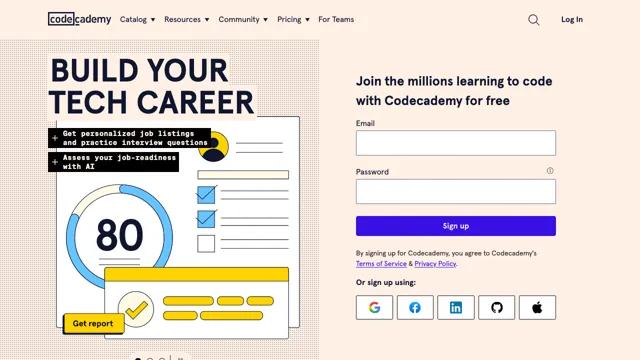 codecademy
Catalog
Resources
Community
Pricing
For Teams
Log In
BUILD YOUR
TECH CAREER
Get personalized job listings
and practice interview questions
Assess your job-readiness
with AI
80
Get report
Join the millions learning to code
with Codecademy for free
Email
Password
Sign up
By signing up for Codecademy, you agree to Codecademy's
Terms of Service & Privacy Policy.
Or sign up using: